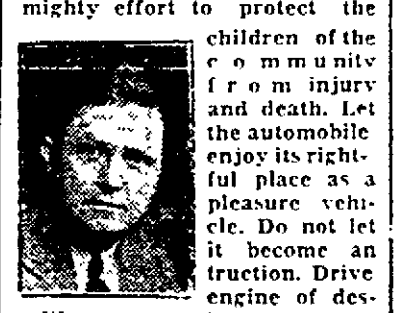 mighty effort to protect the
children of the
community
from injury
and death. Let
the automobile
enjoy its right-
ful place as a
pleasure vehi-
cle. Do not let
it become an
truction. Drive
engine of des-